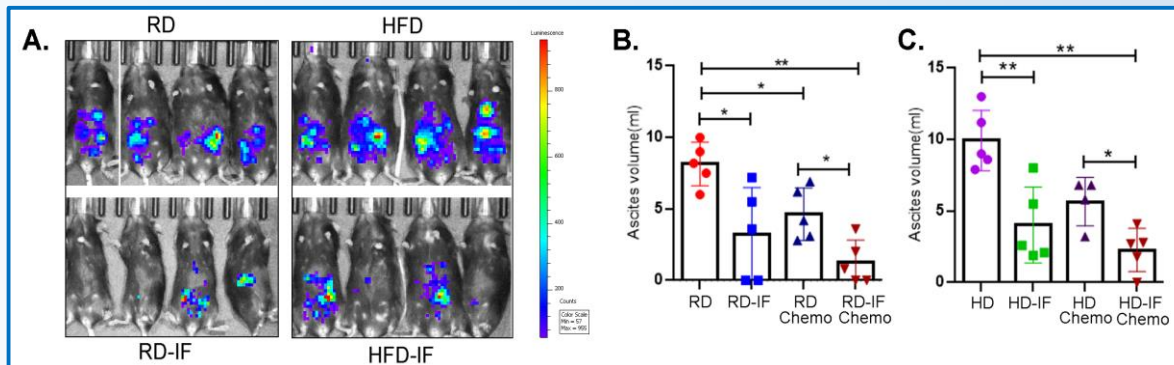 A.
RD
HFD
Luminescence
800
600
400
200
Counts
Color Scale
Min = 57
Max = 955
RD-IF
HFD-IF
B.
**
*
*
*
Ascites volume(ml)
15
10
5
0
RD
RD-IF
RD
Chemo
RD-IF
Chemo
C.
**
**
*
Ascites volume(ml)
15
10
5
0
HD
HD-IF
HD
Chemo
HD-IF
Chemo